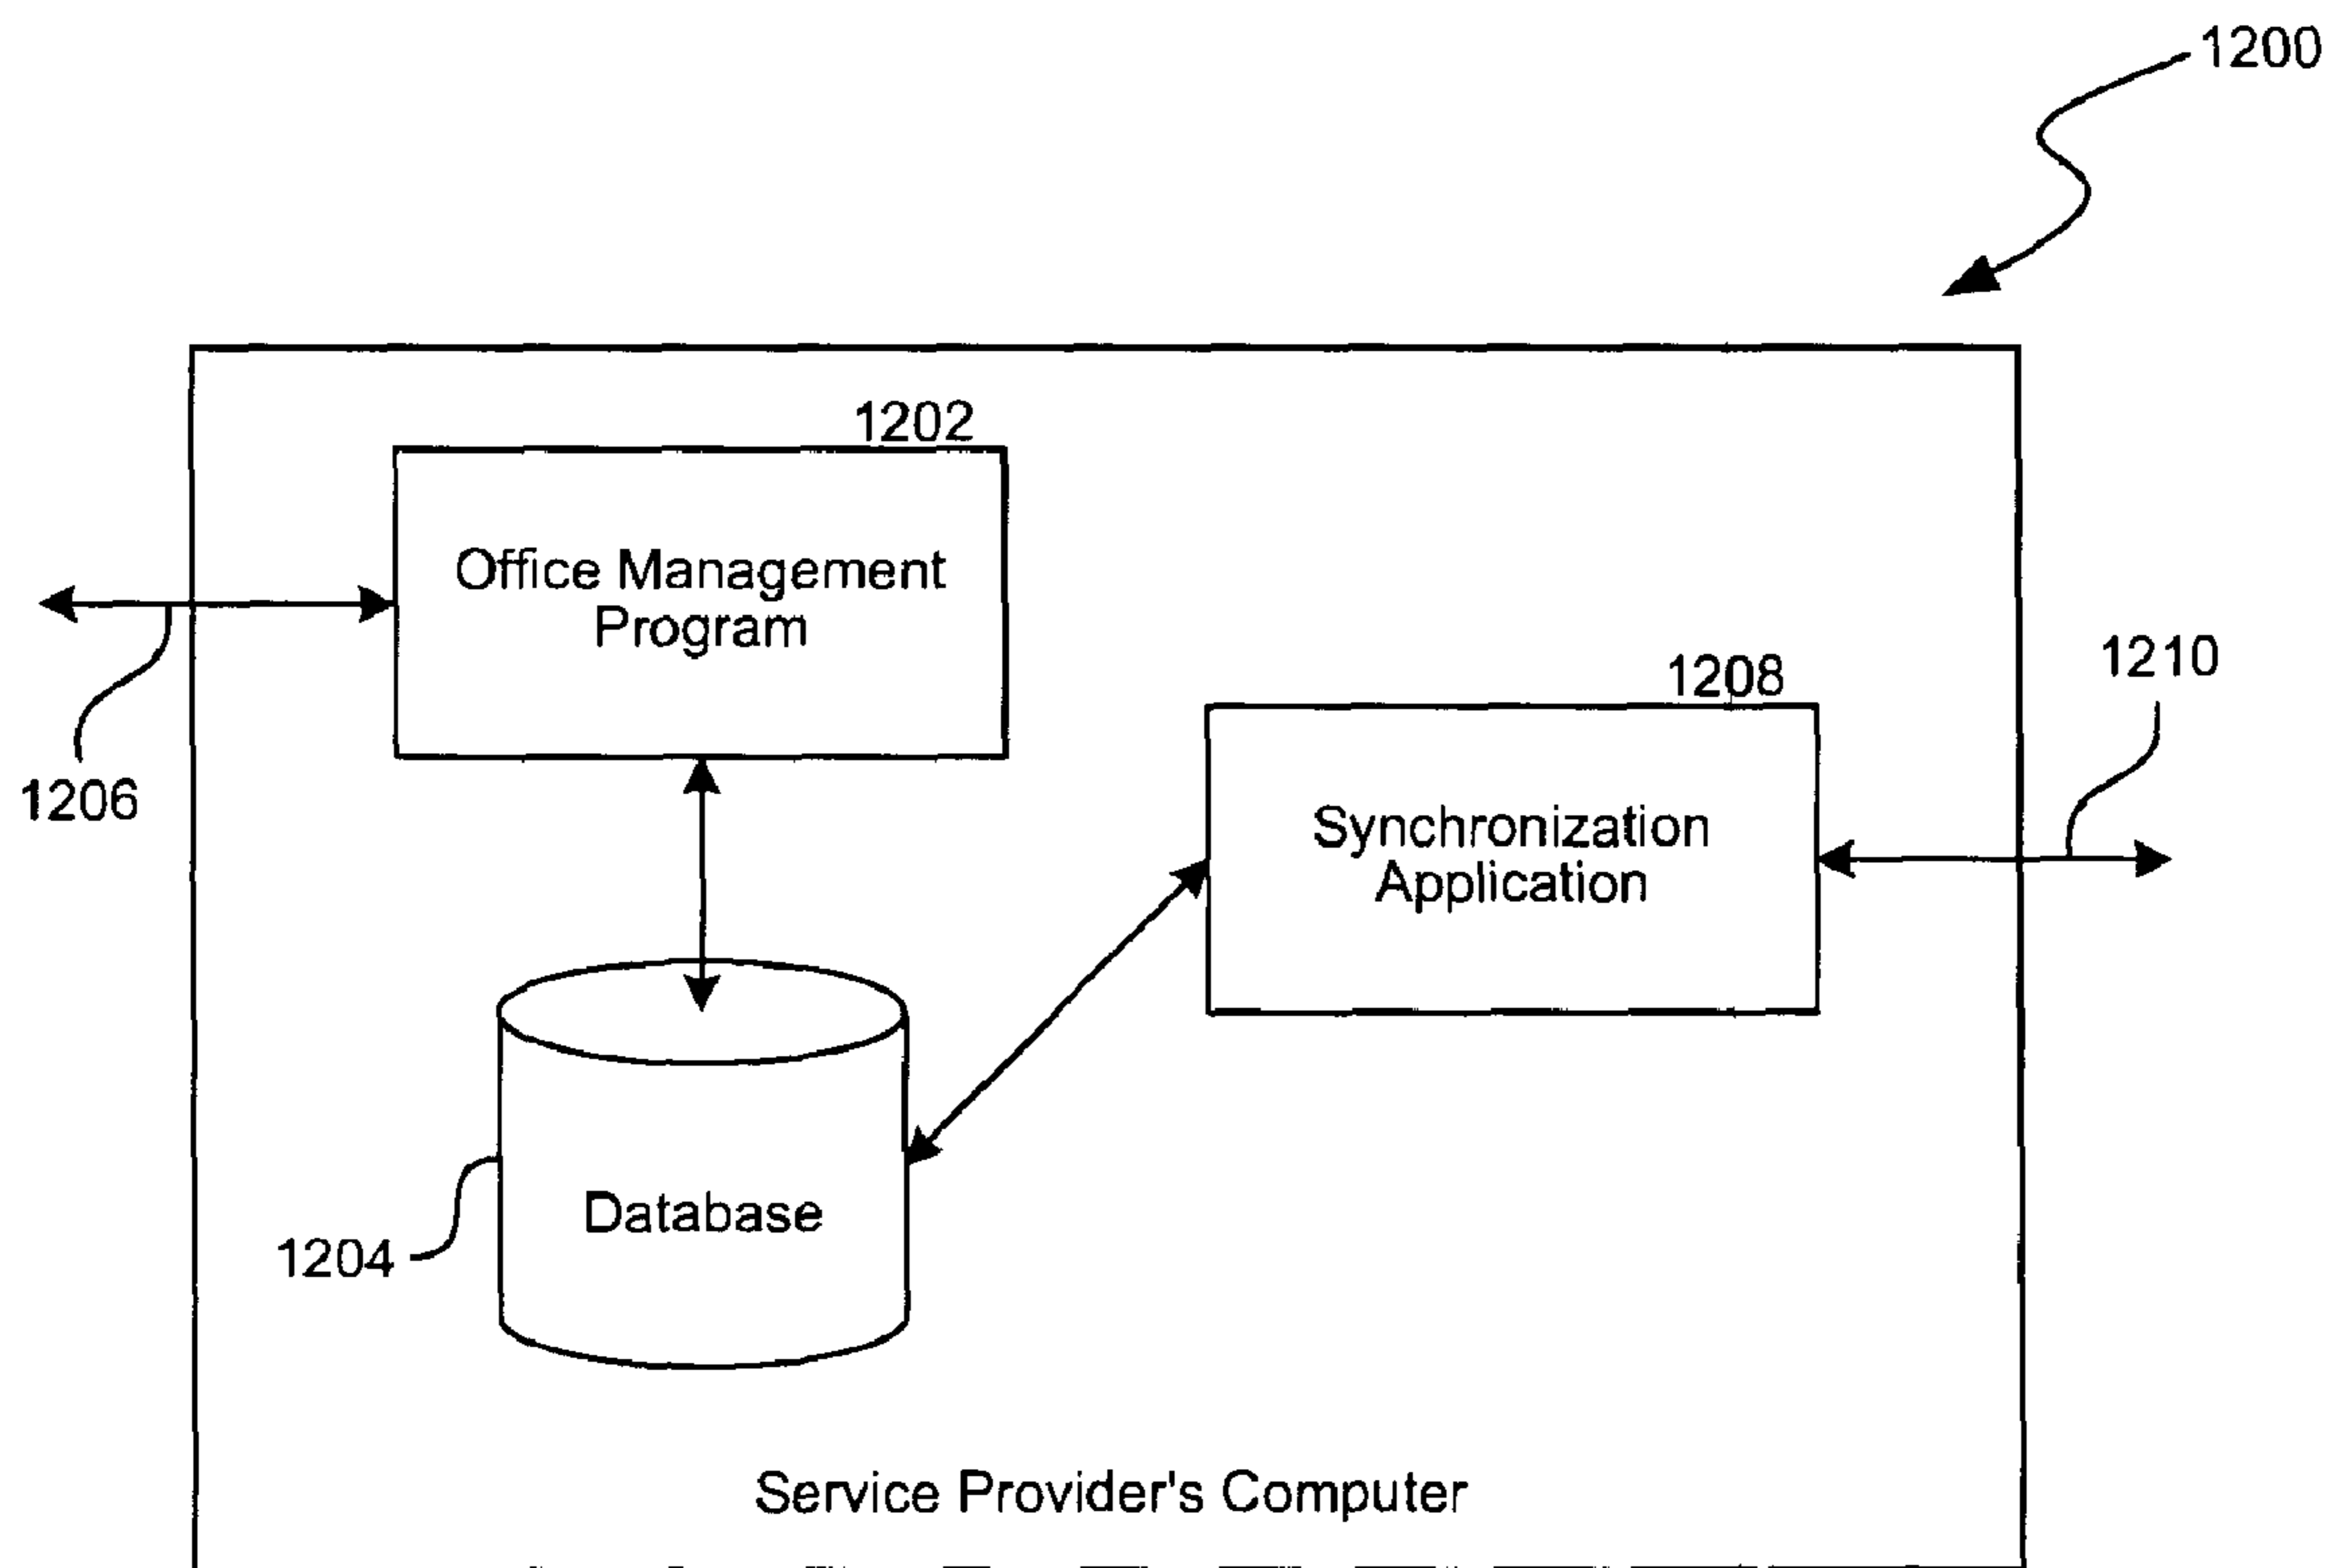 1200
1202
Office Management
Program
1206
1208
1210
Synchronization
Application
Database
1204
Service Provider's Computer